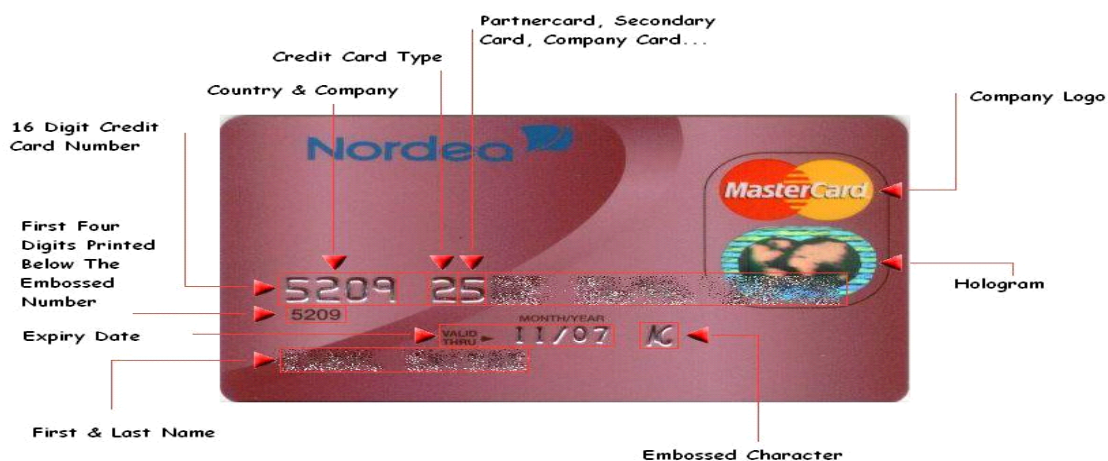 Partnercard, Secondary
Card, Company Card...
Credit Card Type
Country & Company
Company Logo
16 Digit Credit
Card Number
Nordea
MasterCard
First Four
Digits Printed
Below The
Embossed
Number
Hologram
5209 25
5209
Expiry Date
MONTH/YEAR
VALID
THRU
11/07
First & Last Name
Embossed Character